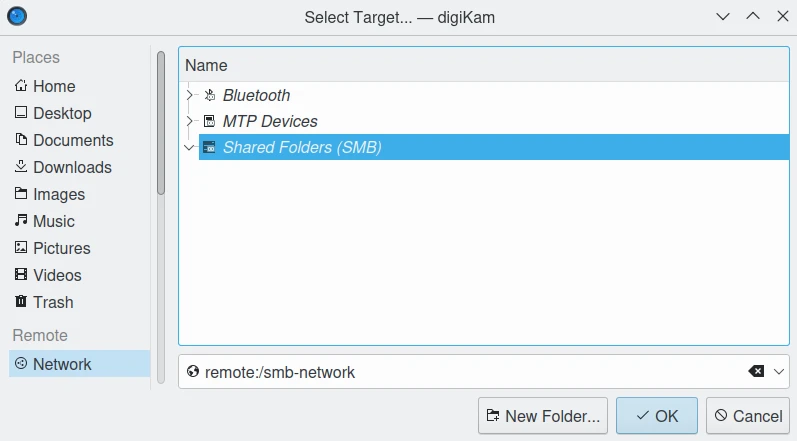 Select Target... — digiKam
Places
Home
Desktop
Documents
Downloads
Images
Music
Pictures
Videos
Trash
Remote
Network
Name
Bluetooth
MTP Devices
Shared Folders (SMB)
remote:/smb-network
New Folder...
OK
Cancel